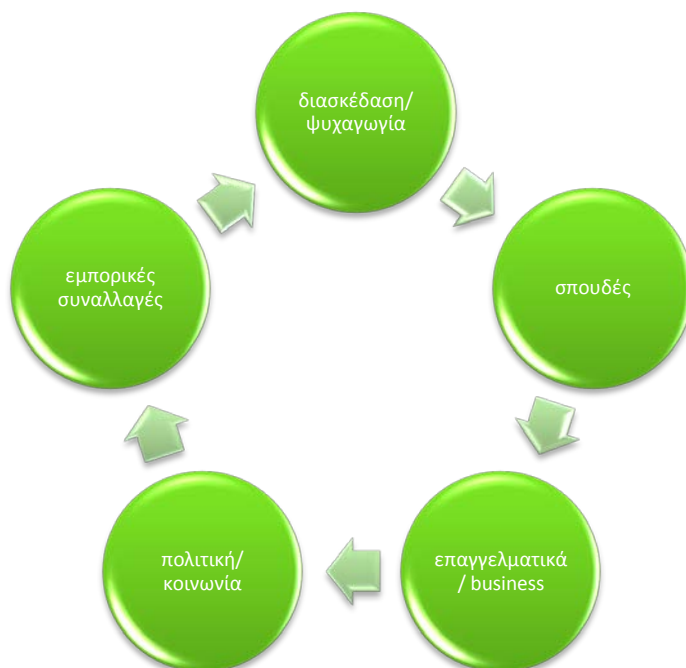 διασκέδαση/
ψυχαγωγία
σπουδές
επαγγελματικά
/ business
πολιτική/
κοινωνία
εμπορικές
συναλλαγές